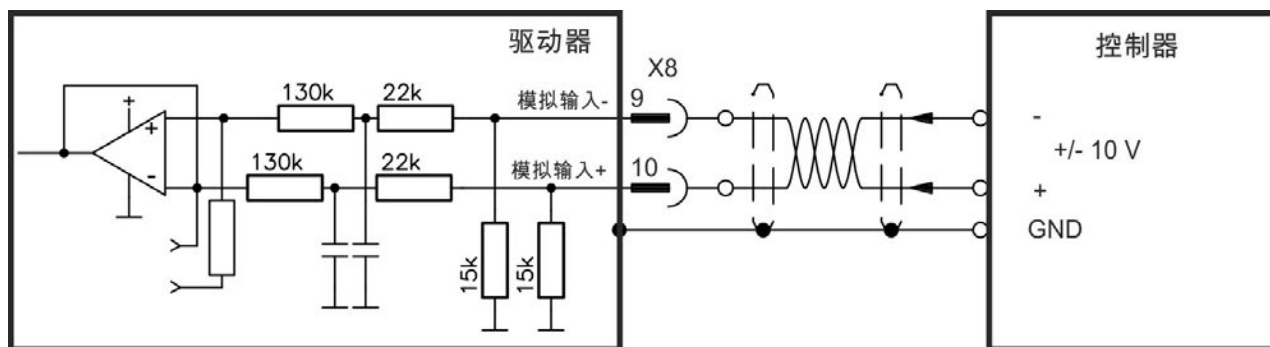 驱动器
控制器
X8
130k
22k
模拟输入-
9
-
+/- 10 V
130k
22k
模拟输入+
10
+
GND
15k
15k
+
+
-